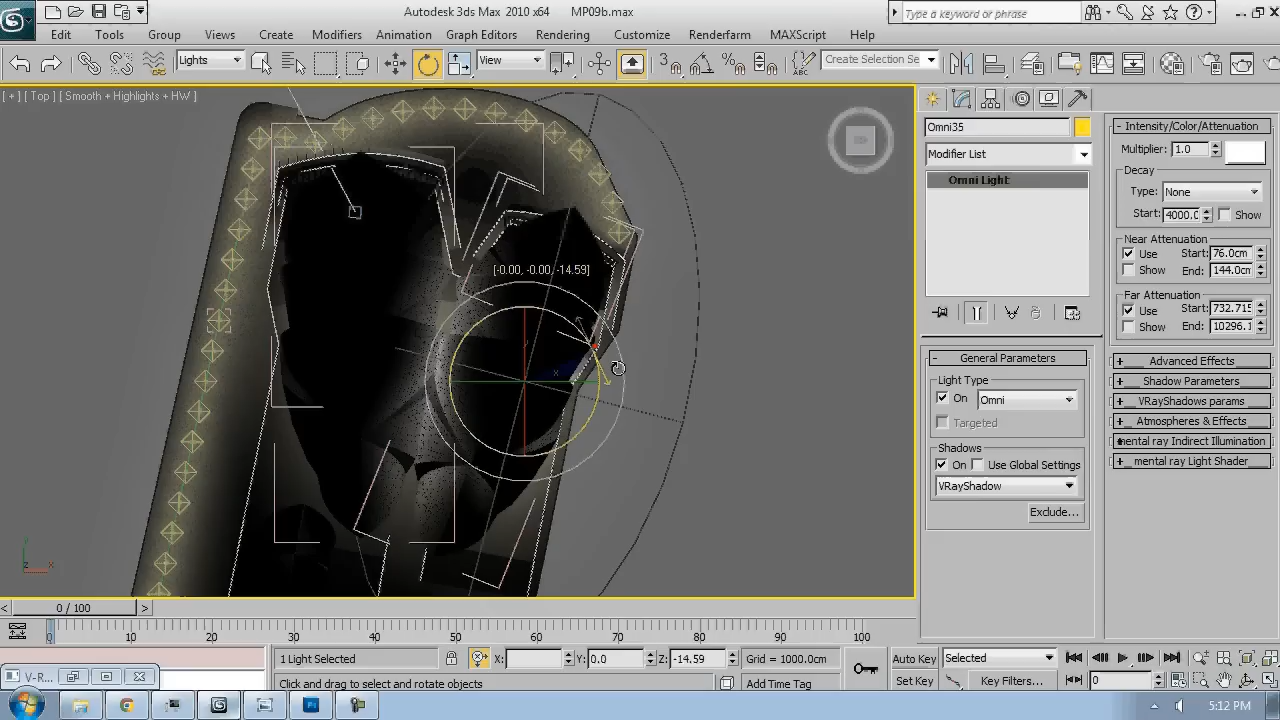 Autodesk 3ds Max 2010 x64 MP09b.max
Type a keyword or phrase
Edit Tools Group Views Create Modifiers Animation Graph Editors Rendering Customize Renderfarm MAXScript Help
Lights View Create Selection Se
[ + ] [ Top ] [ Smooth + Highlights + HW ]
[-0.00, -0.00, -14.59]
x
Omni35
Modifier List
Omni Light
- General Parameters
Light Type
On Omni
Targeted
Shadows
On Use Global Settings
VRayShadow
Exclude...
- Intensity/Color/Attenuation
Multiplier: 1.0
Decay
Type: None
Start: 4000.0 Show
Near Attenuation
Use Start: 76.0cm
Show End: 144.0cm
Far Attenuation
Use Start: 732.715
Show End: 10296.1
+ Advanced Effects
+ Shadow Parameters
+ VRayShadows params
+ Atmospheres & Effects
mental ray Indirect Illumination
+ mental ray Light Shader
< 0 / 100 >
0 10 20 30 40 50 60 70 80 90 100
1 Light Selected X: Y: 0.0 Z: -14.59 Grid = 1000.0cm Auto Key Selected
Click and drag to select and rotate objects Add Time Tag Set Key Key Filters... 0
V-R...
5:12 PM